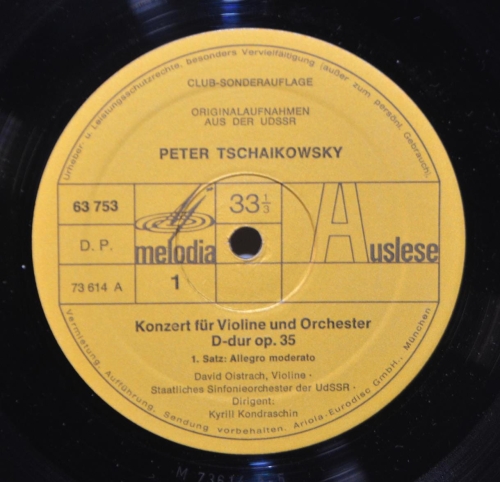 Urheber- u. Leistungsschutzrechte, besonders Vervielfältigung (außer zum persönl. Gebrauch)
CLUB-SONDERAUFLAGE
ORIGINALAUFNAHMEN
AUS DER UDSSR
PETER TSCHAIKOWSKY
63 753
33 1/3
Auslese
D. P.
melodia
73 614 A
1
Konzert für Violine und Orchester
D-dur op. 35
1. Satz: Allegro moderato
David Oistrach, Violine ·
Staatliches Sinfonieorchester der UdSSR ·
Dirigent:
Kyrill Kondraschin
Vermietung, Aufführung, Sendung vorbehalten. Ariola-Eurodisc GmbH., München